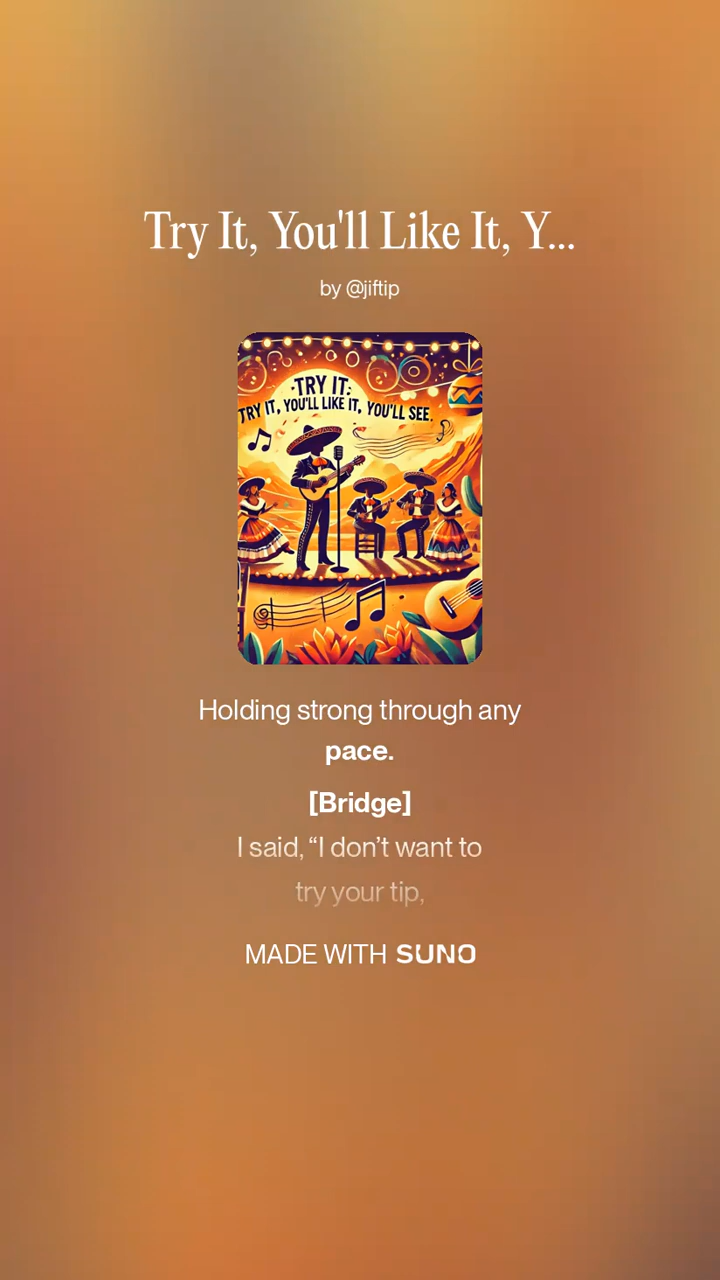 Try It, You'll Like It, Y...
by @jiftip
·TRY IT:
TRY IT, YOU'LL LIKE IT, YOU'LL SEE.
Holding strong through any
pace.
[Bridge]
I said, “I don’t want to
try your tip,
MADE WITH SUNO